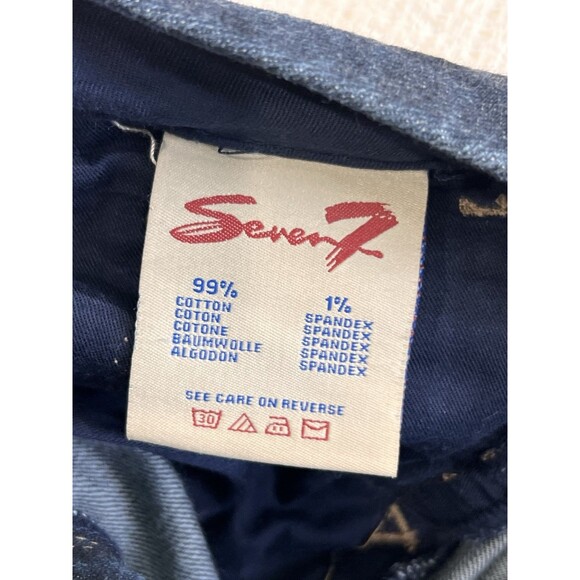 Seven7
99%
COTTON
COTON
COTONE
BAUMWOLLE
ALGODON
1%
SPANDEX
SPANDEX
SPANDEX
SPANDEX
SPANDEX
SEE CARE ON REVERSE
30